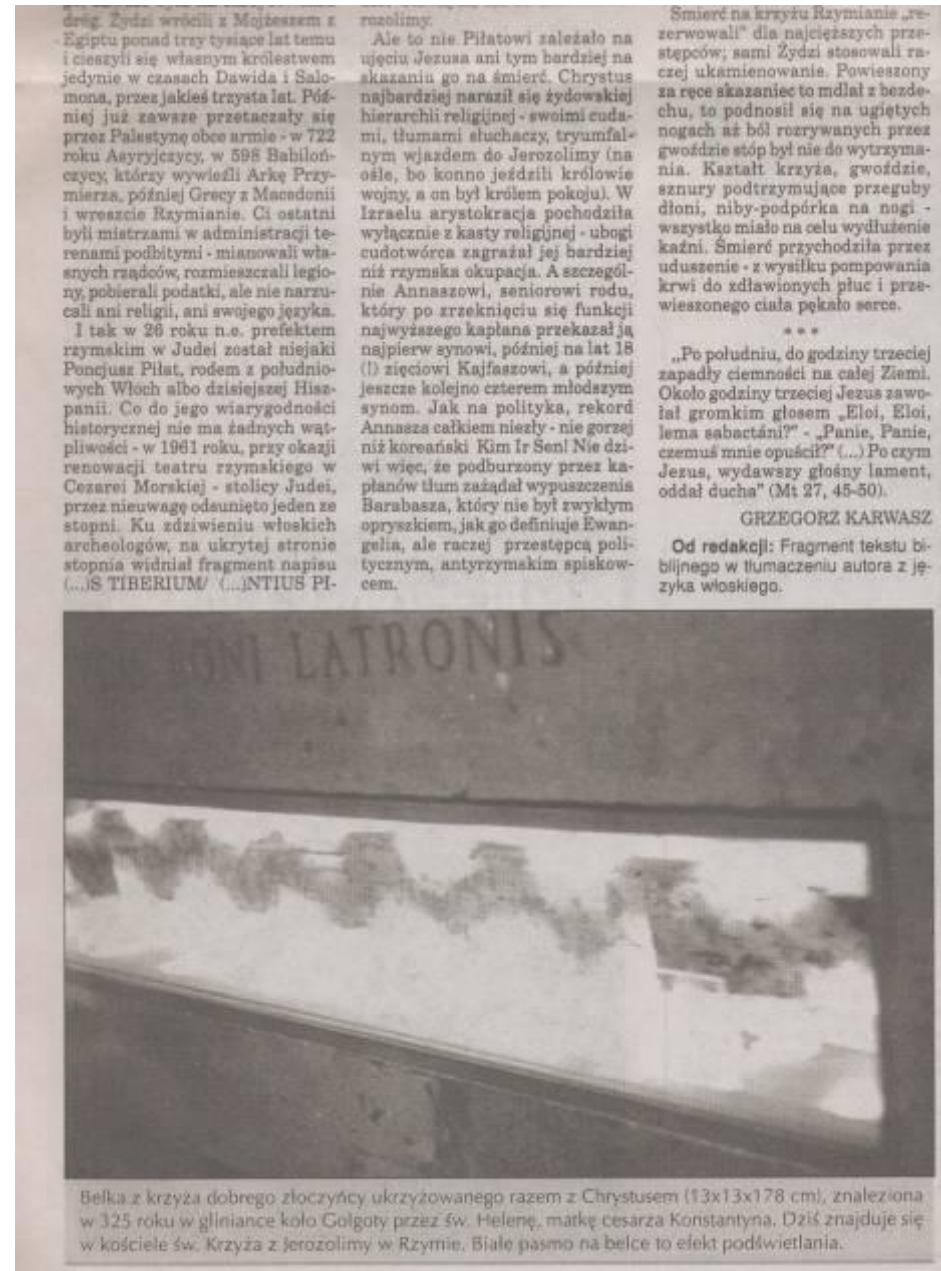 dróg. Żydzi wrócili z Mojżeszem z
Egiptu ponad trzy tysiące lat temu
i cieszyli się własnym królestwem
jedynie w czasach Dawida i Salo-
mona, przez jakieś trzysta lat. Póź-
niej już zawsze przetaczały się
przez Palestynę obce armie - w 722
roku Asyryjczycy, w 598 Babiloń-
czycy, którzy wywieźli Arkę Przy-
mierza, później Grecy z Macedonii
i wreszcie Rzymianie. Ci ostatni
byli mistrzami w administracji te-
renami podbitymi - mianowali wła-
snych rządców, rozmieszczali legio-
ny, pobierali podatki, ale nie narzu-
cali ani religii, ani swojego języka.
I tak w 26 roku n.e. prefektem
rzymskim w Judei został niejaki
Poncjusz Piłat, rodem z południo-
wych Włoch albo dzisiejszej Hisz-
panii. Co do jego wiarygodności
historycznej nie ma żadnych wąt-
pliwości - w 1961 roku, przy okazji
renowacji teatru rzymskiego w
Cezarei Morskiej - stolicy Judei,
przez nieuwagę odsunięto jeden ze
stopni. Ku zdziwieniu włoskich
archeologów, na ukrytej stronie
stopnia widniał fragment napisu
(...)S TIBERIUM/ (...)NTIUS PI-
rozolimy.
Ale to nie Piłatowi zależało na
ujęciu Jezusa ani tym bardziej na
skazaniu go na śmierć. Chrystus
najbardziej naraził się żydowskiej
hierarchii religijnej - swoimi cuda-
mi, tłumami słuchaczy, tryumfal-
nym wjazdem do Jerozolimy (na
ośle, bo konno jeździli królowie
wojny, a on był królem pokoju). W
Izraelu arystokracja pochodziła
wyłącznie z kasty religijnej - ubogi
cudotwórca zagrażał jej bardziej
niż rzymska okupacja. A szczegól-
nie Annaszowi, seniorowi rodu,
który po zrzeknięciu się funkcji
najwyższego kapłana przekazał ją
najpierw synowi, później na lat 18
(!) zięciowi Kajfaszowi, a później
jeszcze kolejno czterem młodszym
synom. Jak na polityka, rekord
Annasza całkiem niezły - nie gorzej
niż koreański Kim Ir Sen! Nie dzi-
wi więc, że podburzony przez ka-
płanów tłum zażądał wypuszczenia
Barabasza, który nie był zwykłym
opryszkiem, jak go definiuje Ewan-
gelia, ale raczej przestępcą poli-
tycznym, antyrzymskim spiskow-
cem.
Śmierć na krzyżu Rzymianie „re-
zerwowali” dla najcięższych prze-
stępców; sami Żydzi stosowali ra-
czej ukamienowanie. Powieszony
za ręce skazaniec to mdlał z bezde-
chu, to podnosił się na ugiętych
nogach aż ból rozrywanych przez
gwoździe stóp był nie do wytrzyma-
nia. Kształt krzyża, gwoździe,
sznury podtrzymujące przeguby
dłoni, niby-podpórka na nogi -
wszystko miało na celu wydłużenie
kaźni. Śmierć przychodziła przez
uduszenie - z wysiłku pompowania
krwi do zdławionych płuc i prze-
wieszonego ciała pękało serce.
* * *
„Po południu, do godziny trzeciej
zapadły ciemności na całej Ziemi.
Około godziny trzeciej Jezus zawo-
łał gromkim głosem „Eloi, Eloi,
lema sabactáni?” - „Panie, Panie,
czemuś mnie opuścił?” (...) Po czym
Jezus, wydawszy głośny lament,
oddał ducha” (Mt 27, 45-50).
GRZEGORZ KARWASZ
Od redakcji: Fragment tekstu bi-
blijnego w tłumaczeniu autora z ję-
zyka włoskiego.
BONI LATRONIS
Belka z krzyża dobrego złoczyńcy ukrzyżowanego razem z Chrystusem (13x13x178 cm), znaleziona
w 325 roku w gliniance koło Golgoty przez św. Helenę, matkę cesarza Konstantyna. Dziś znajduje się
w kościele św. Krzyża z Jerozolimy w Rzymie. Białe pasmo na belce to efekt podświetlania.